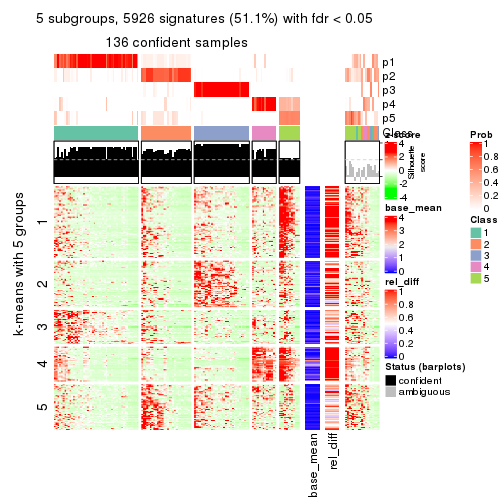 5 subgroups, 5926 signatures (51.1%) with fdr < 0.05
136 confident samples
p1
p2
p3
p4
p5
Class
Silhouette
score
k-means with 5 groups
1
2
3
4
5
base_mean
rel_diff
z-score
4
2
0
-2
-4
base_mean
4
3
2
1
0
rel_diff
1
0.8
0.6
0.4
0.2
0
Status (barplots)
confident
ambiguous
Prob
1
0.8
0.6
0.4
0.2
0
Class
1
2
3
4
5